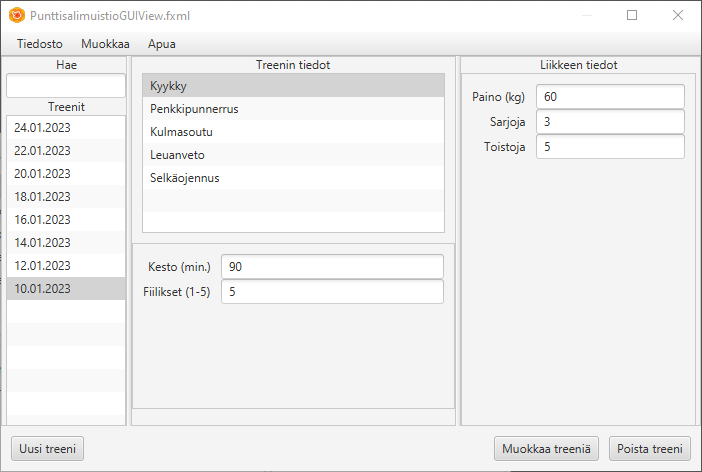 PunttisalimuistioGUIView.fxml
Tiedosto Muokkaa Apua
Hae
Treenit
24.01.2023
22.01.2023
20.01.2023
18.01.2023
16.01.2023
14.01.2023
12.01.2023
10.01.2023
Treenin tiedot
Kyykky
Penkkipunnerrus
Kulmasoutu
Leuanveto
Selkäojennus
Kesto (min.) 90
Fiilikset (1-5) 5
Liikkeen tiedot
Paino (kg) 60
Sarjoja 3
Toistoja 5
Uusi treeni Muokkaa treeniä Poista treeni